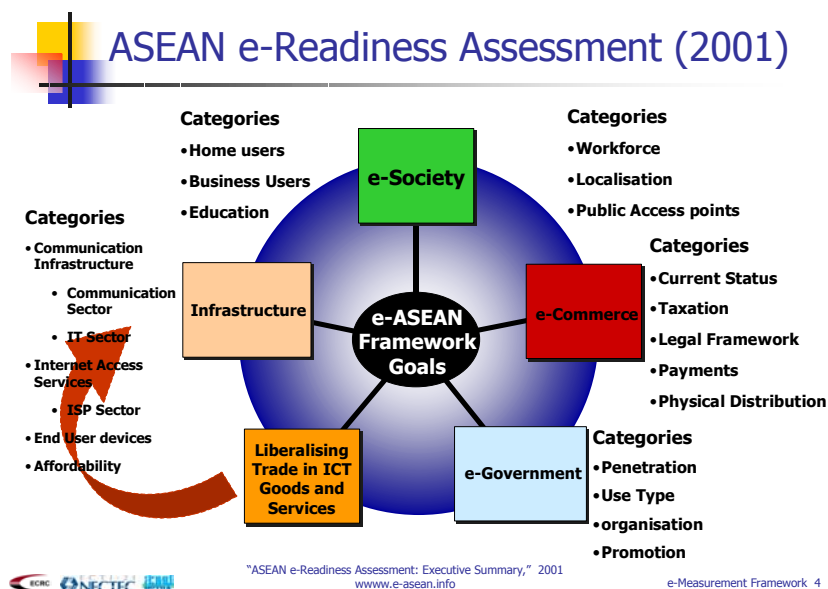 ASEAN e-Readiness Assessment (2001)
Categories
•Home users
•Business Users
•Education
e-Society
Categories
•Workforce
•Localisation
•Public Access points
Categories
•Communication
Infrastructure
• Communication
Sector
• IT Sector
•Internet Access
Services
• ISP Sector
•End User devices
•Affordability
Infrastructure
e-ASEAN
Framework
Goals
e-Commerce
Categories
•Current Status
•Taxation
•Legal Framework
•Payments
•Physical Distribution
Liberalising
Trade in ICT
Goods and
Services
e-Government
Categories
•Penetration
•Use Type
•organisation
•Promotion
ECRC
NECTEC
"ASEAN e-Readiness Assessment: Executive Summary," 2001
wwww.e-asean.info
e-Measurement Framework 4